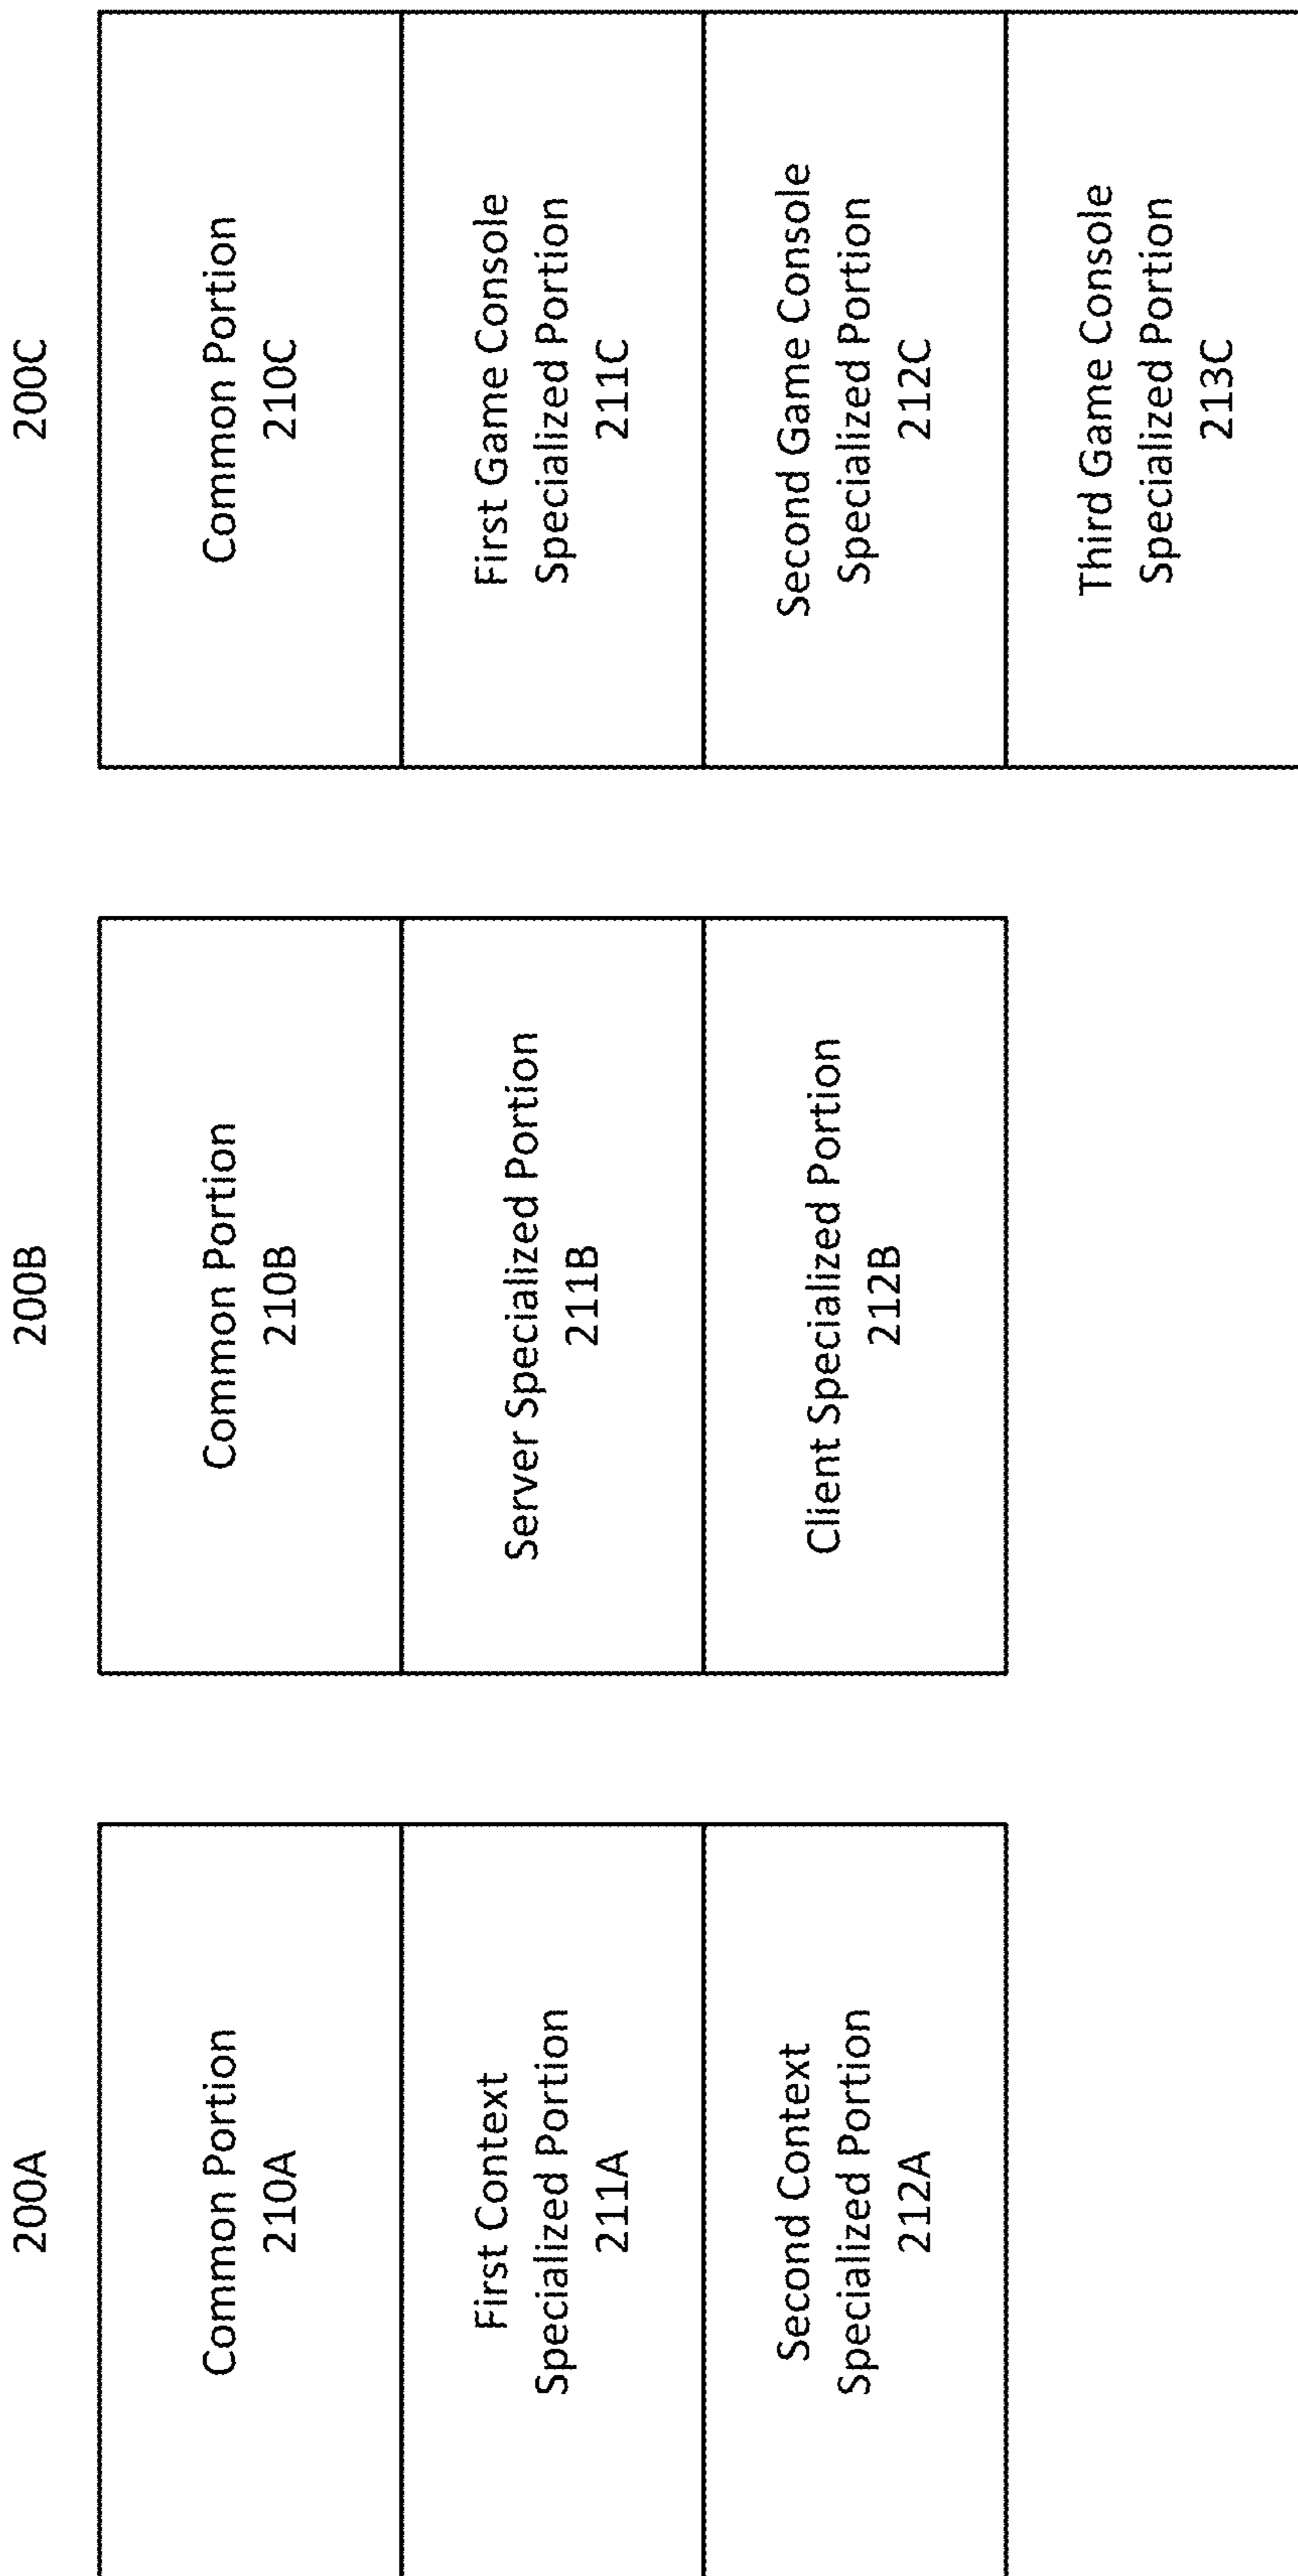 200A
Common Portion
210A
First Context
Specialized Portion
211A
Second Context
Specialized Portion
212A
200B
Common Portion
210B
Server Specialized Portion
211B
Client Specialized Portion
212B
200C
Common Portion
210C
First Game Console
Specialized Portion
211C
Second Game Console
Specialized Portion
212C
Third Game Console
Specialized Portion
213C